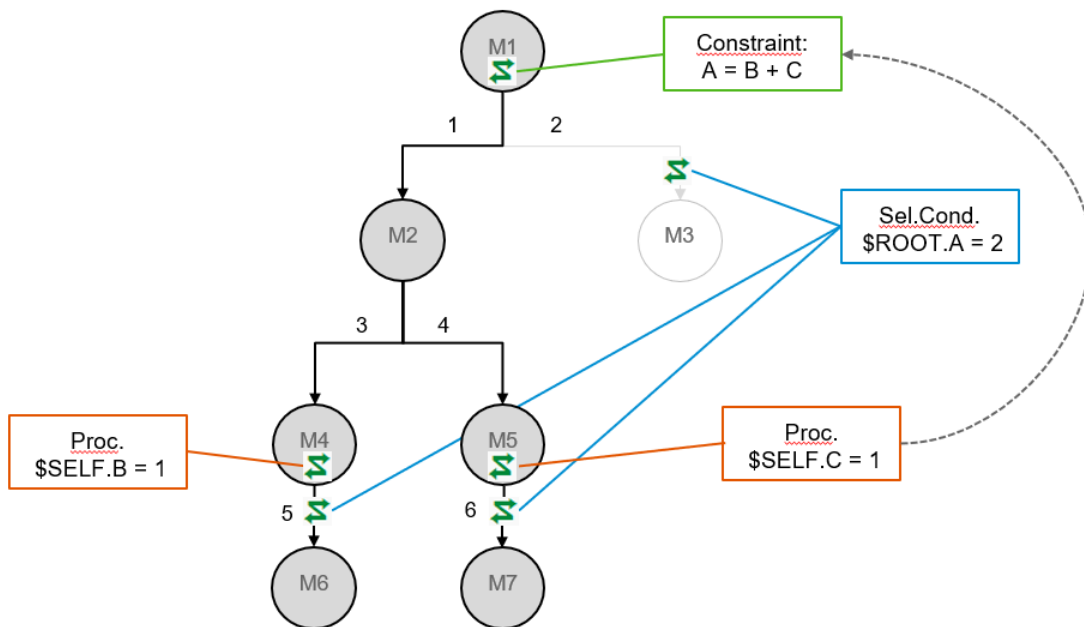 M1
Constraint:
A = B + C
1
2
M2
M3
Sel.Cond.
$ROOT.A = 2
3
4
Proc.
$SELF.B = 1
M4
M5
Proc.
$SELF.C = 1
5
6
M6
M7